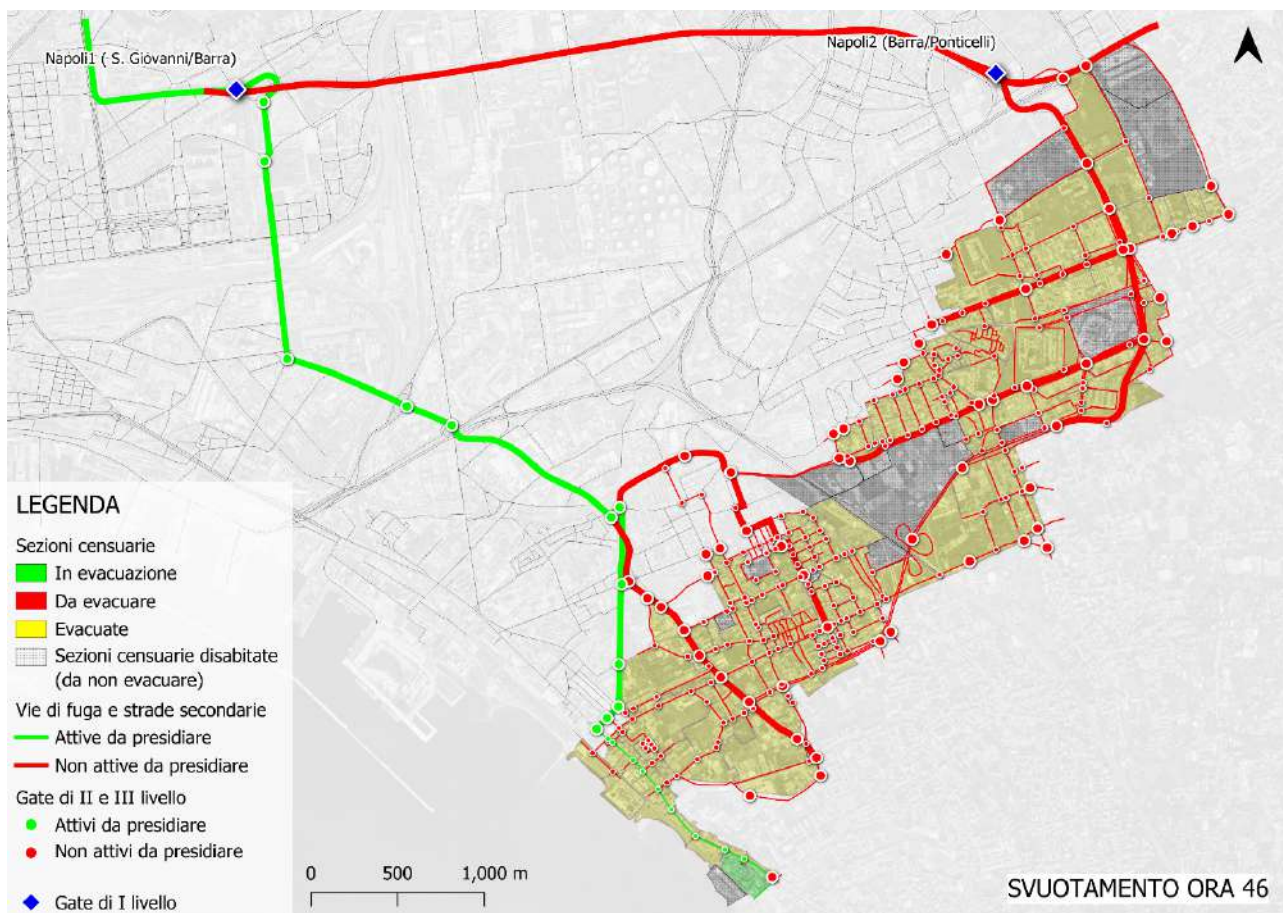 Napoli1 ( S. Giovanni/Barra)
Napoli2 (Barra/Ponticelli)
LEGENDA
Sezioni censuarie
In evacuazione
Da evacuare
Evacuate
Sezioni censuarie disabitate
(da non evacuare)
Vie di fuga e strade secondarie
Attive da presidiare
Non attive da presidiare
Gate di II e III livello
Attivi da presidiare
Non attivi da presidiare
Gate di I livello
0 500 1,000 m
SVUOTAMENTO ORA 46